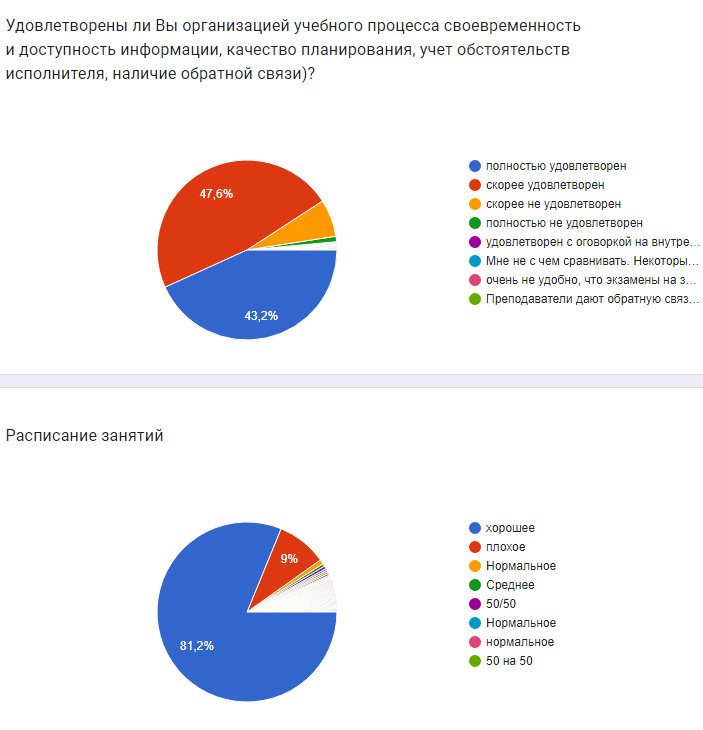 Удовлетворены ли Вы организацией учебного процесса своевременность
и доступность информации, качество планирования, учет обстоятельств
исполнителя, наличие обратной связи)?
47,6%
43,2%
полностью удовлетворен
скорее удовлетворен
скорее не удовлетворен
полностью не удовлетворен
удовлетворен с оговоркой на внутре...
Мне не с чем сравнивать. Некоторы...
очень не удобно, что экзамены на з...
Преподаватели дают обратную связ...
Расписание занятий
9%
81,2%
хорошее
плохое
Нормальное
Среднее
50/50
Нормальное
нормальное
50 на 50